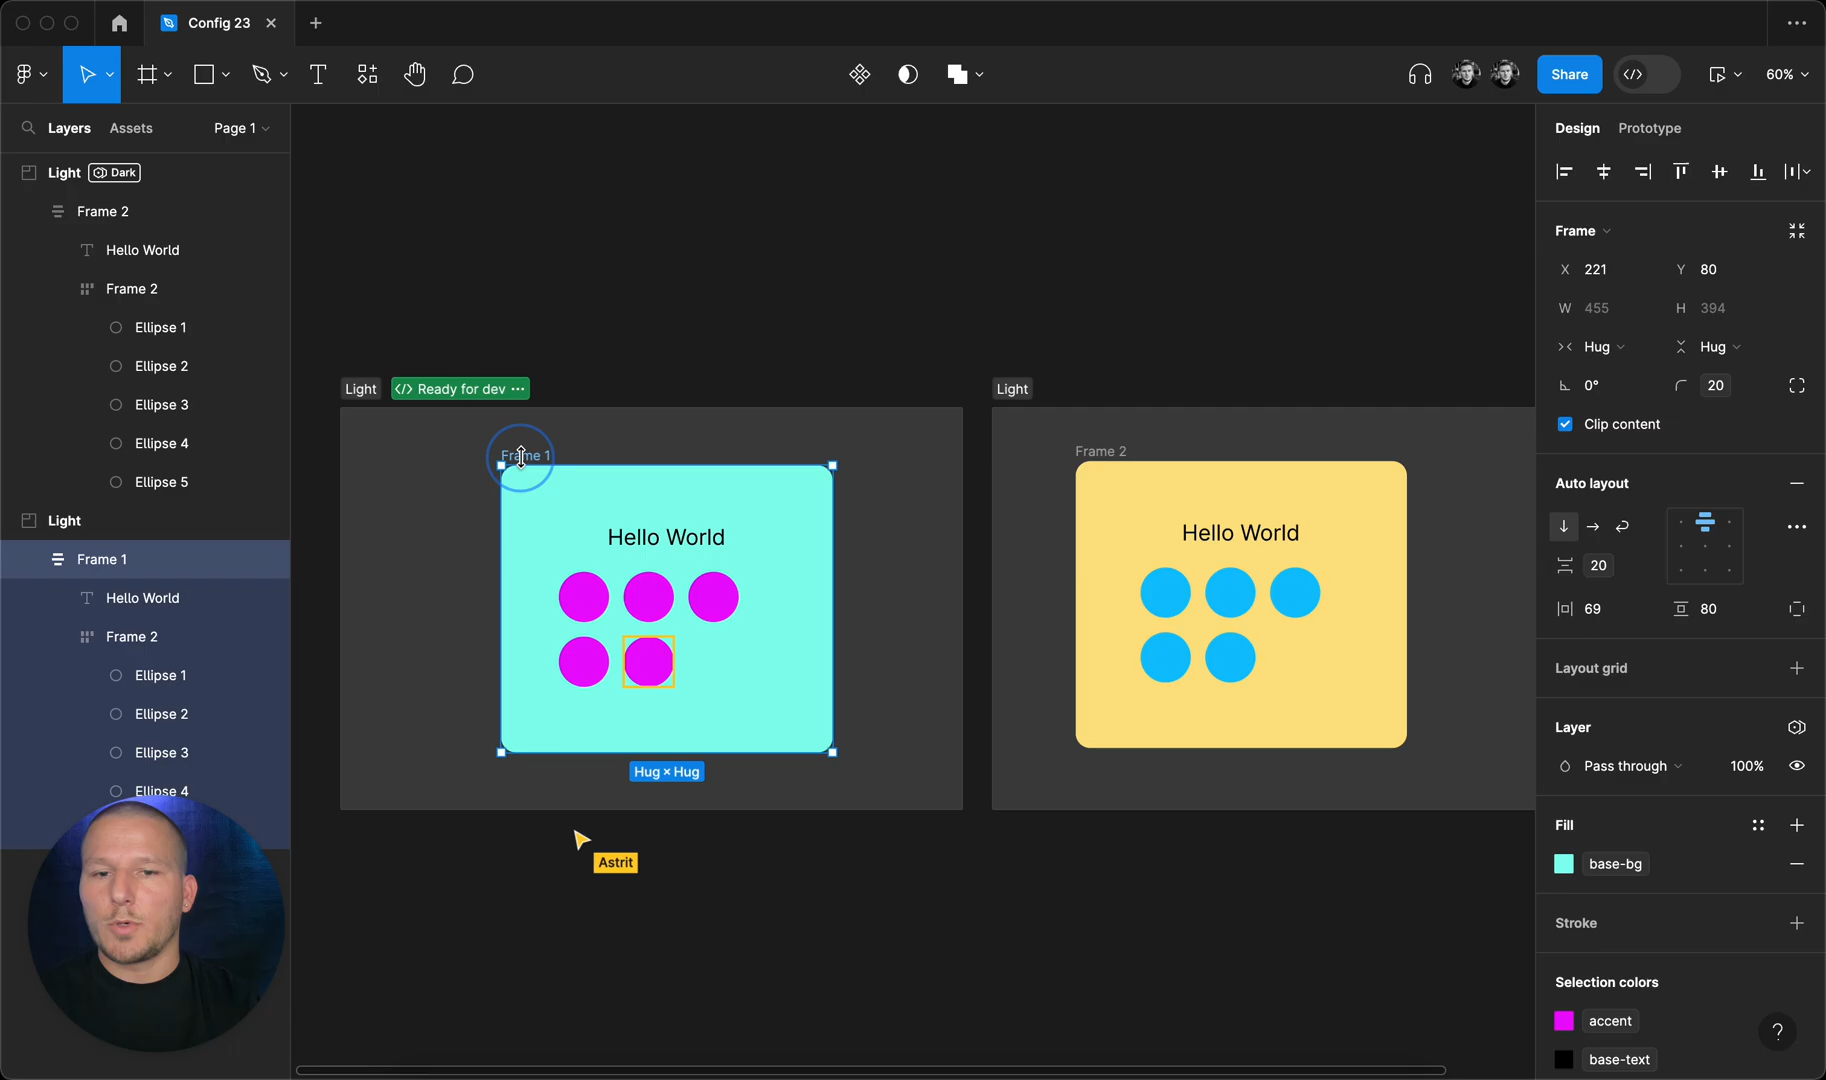 Config 23
Share
60%
Layers
Assets
Page 1
Light
Dark
Frame 2
Hello World
Frame 2
Ellipse 1
Ellipse 2
Ellipse 3
Ellipse 4
Ellipse 5
Light
Frame 1
Hello World
Frame 2
Ellipse 1
Ellipse 2
Ellipse 3
Ellipse 4
Light
</> Ready for dev ···
Frame 1
Hello World
Hug × Hug
Astrit
Light
Frame 2
Hello World
Design
Prototype
Frame
X 221
Y 80
W 455
H 394
Hug
Hug
0°
20
Clip content
Auto layout
20
69
80
Layout grid
Layer
Pass through
100%
Fill
base-bg
Stroke
Selection colors
accent
base-text
?